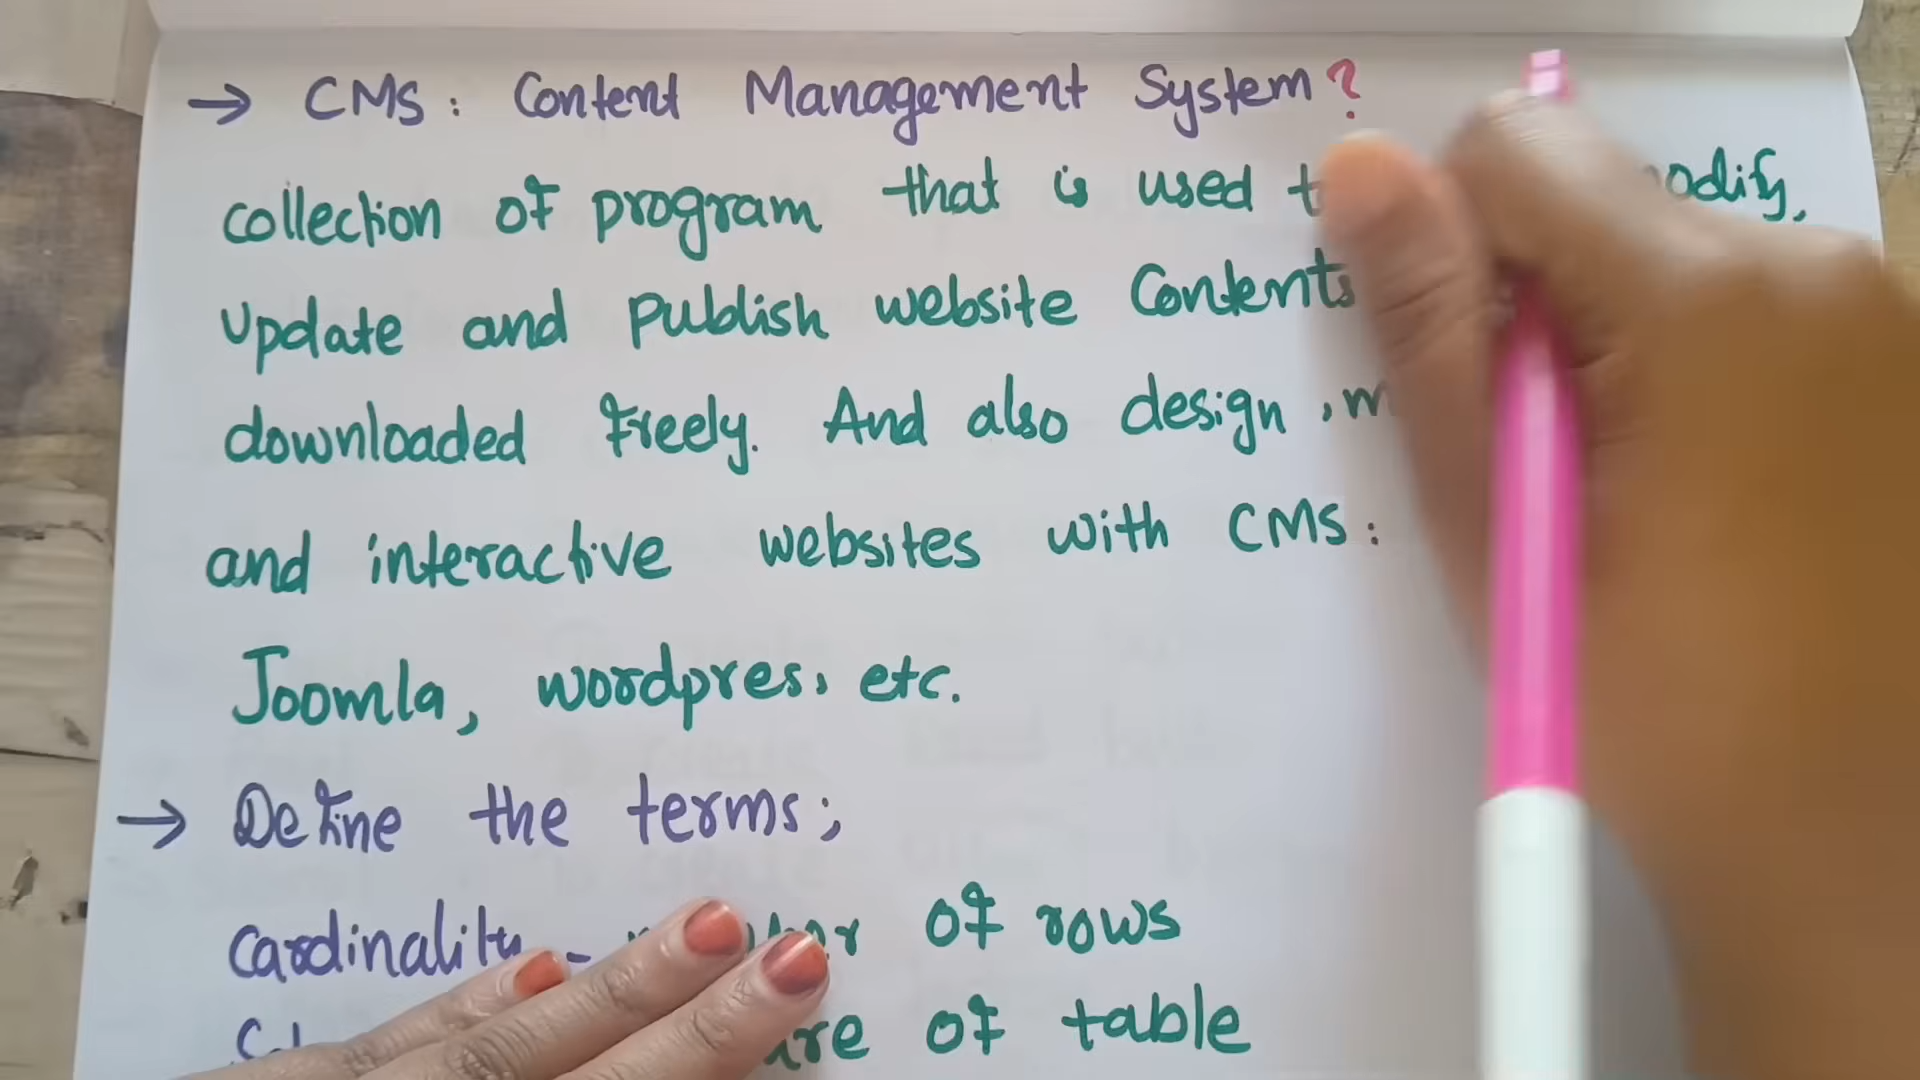 → CMS: Content Management System?
collection of program that is used modify,
update and publish website contents
downloaded freely. And also design,
and interactive websites with CMS:
Joomla, wordpres, etc.
→ Define the terms;
Cardinality - of rows
of table